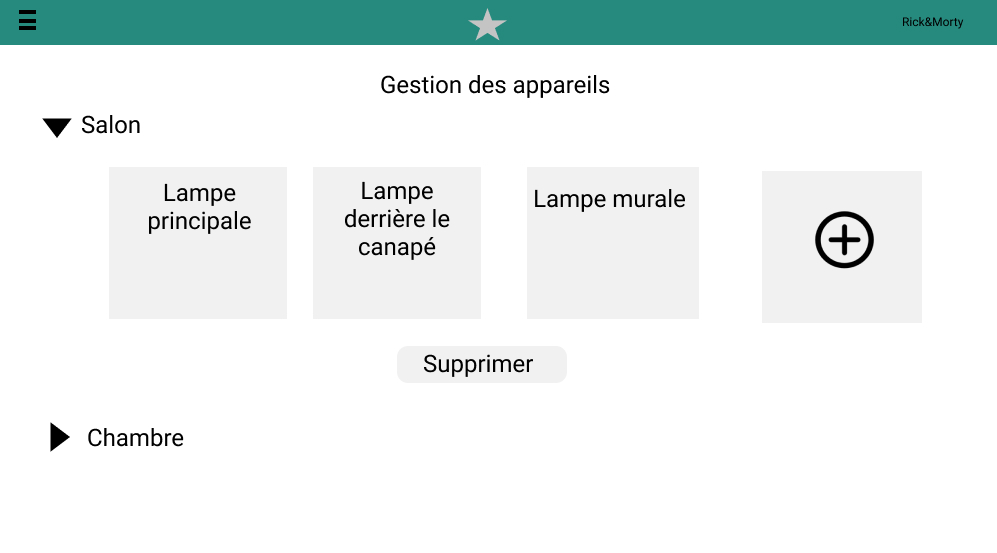 Rick&Morty
Gestion des appareils
Salon
Lampe
principale
Lampe
derrière le
canapé
Lampe murale
Supprimer
Chambre